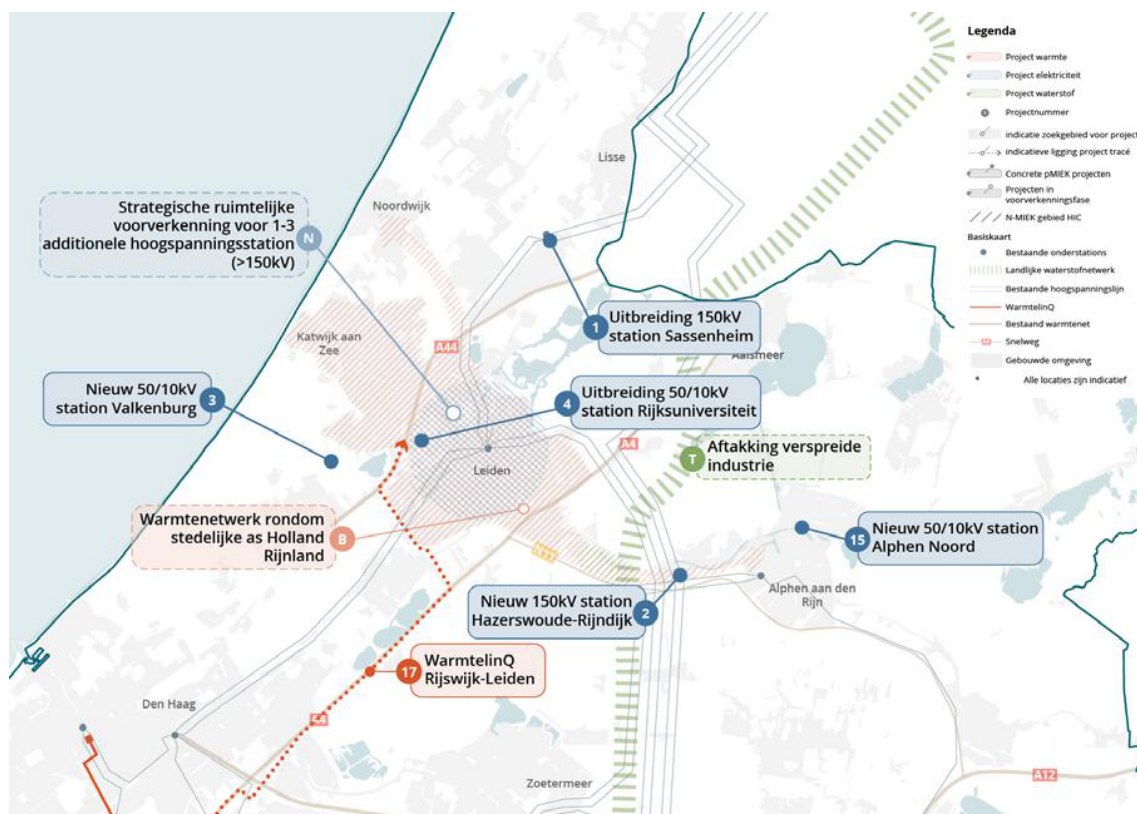 Legenda
Project warmte
Project elektriciteit
Project waterstof
Projectnummer
indicatie zoekgebied voor project
indicatieve ligging project tracé
Concrete pMIEK projecten
Projecten in
voorverkenningsfase
N-MIEK gebied HIC
Basiskaart
Bestaande onderstations
Landlijke waterstofnetwerk
Bestaande hoogspanningslijn
WarmtelinQ
Bestaand warmtenet
A4
Snelweg
Gebouwde omgeving
* Alle locaties zijn indicatief
Lisse
Noordwijk
Strategische ruimtelijke
voorverkenning voor 1-3
additionele hoogspanningsstation
(>150kV)
N
1
Uitbreiding 150kV
station Sassenheim
Katwijk aan
Zee
A44
Aalsmeer
Nieuw 50/10kV
station Valkenburg
3
4
Uitbreiding 50/10kV
station Rijksuniversiteit
A4
Leiden
T
Aftakking verspreide
industrie
Warmtenetwerk rondom
stedelijke as Holland
Rijnland
B
N11
15
Nieuw 50/10kV station
Alphen Noord
Alphen aan den
Rijn
Nieuw 150kV station
Hazerswoude-Rijndijk
2
17
WarmtelinQ
Rijswijk-Leiden
Den Haag
Zoetermeer
A12